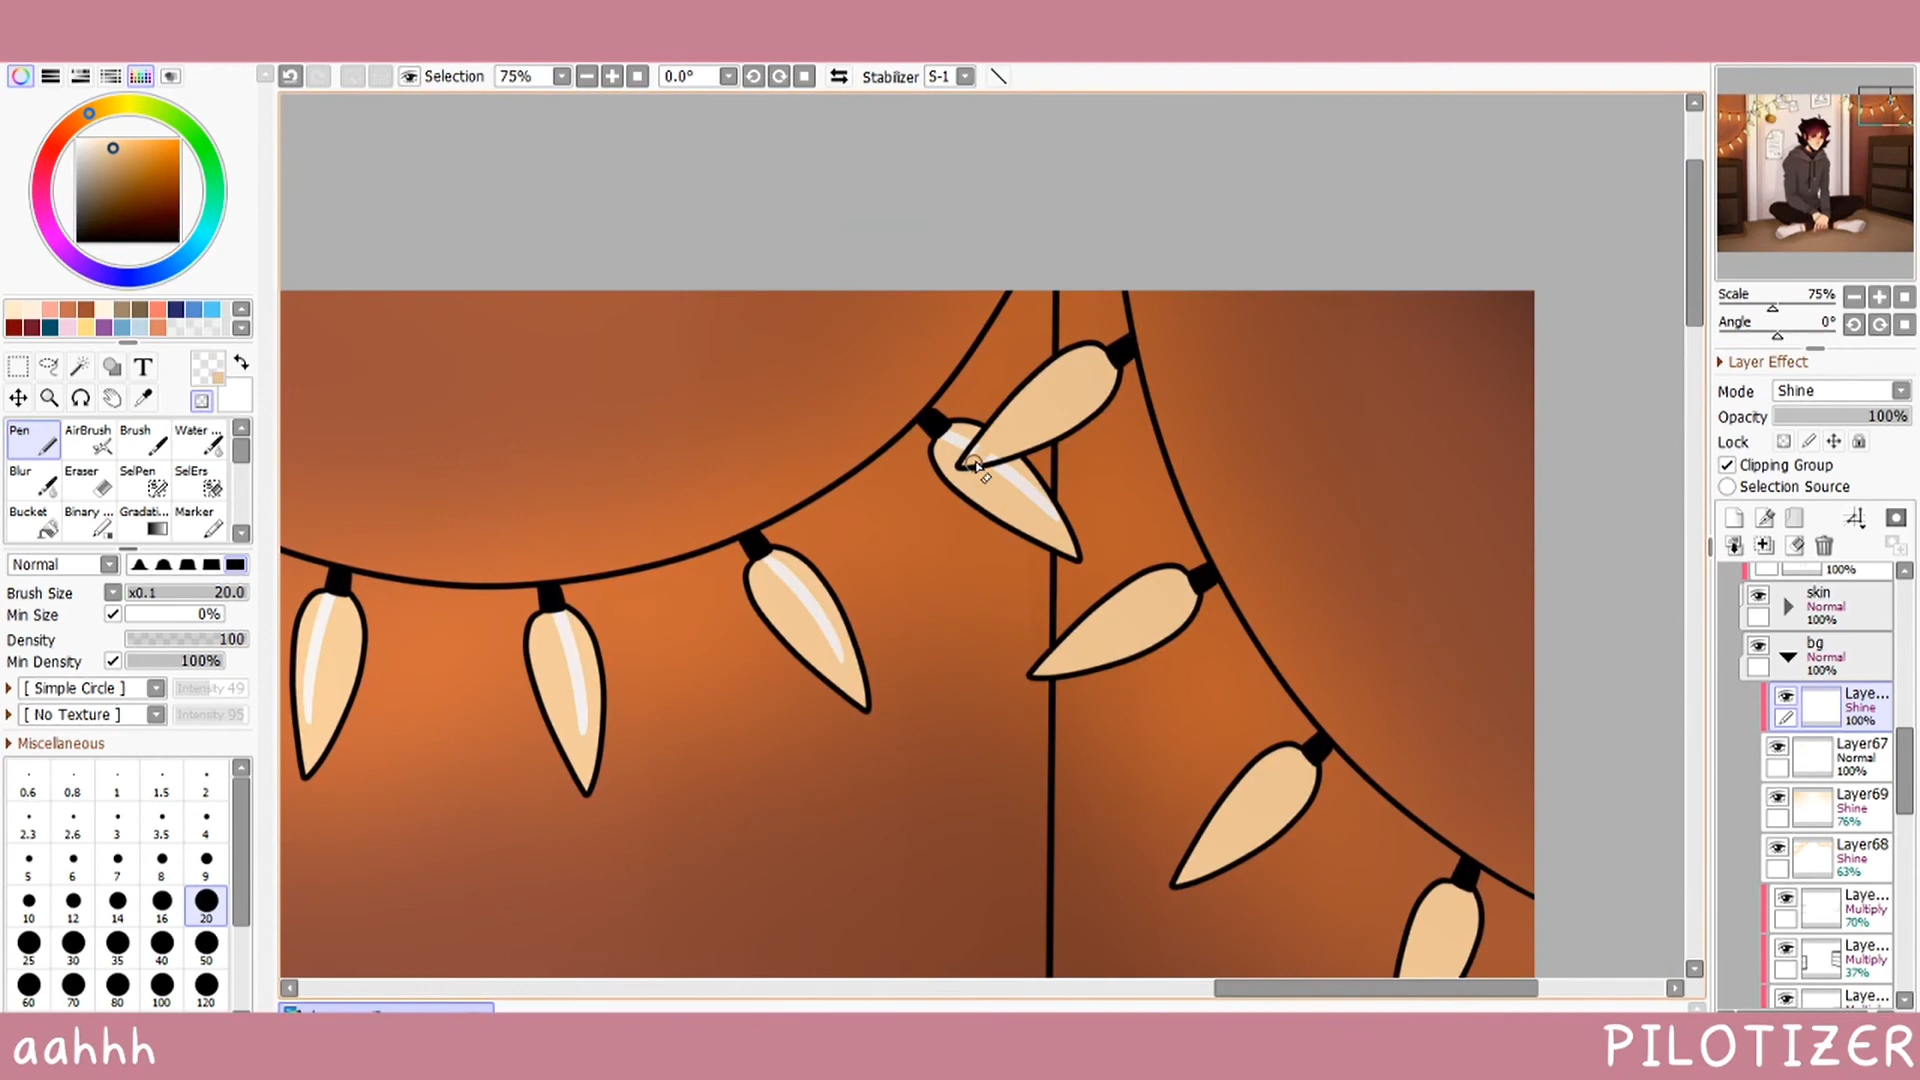 Selection 75% 0.0° Stabilizer S-1
Scale 75%
Angle 0°
Layer Effect
Mode Shine
Opacity 100%
Lock
Clipping Group
Selection Source
T
Pen AirBrush Brush Water ...
Blur Eraser SelPen SelErs
Bucket Binary ... Gradati... Marker
Normal
Brush Size x0.1 20.0
Min Size 0%
Density 100
Min Density 100%
[ Simple Circle ] Intensity 49
[ No Texture ] Intensity 95
Miscellaneous
0.6 0.8 1 1.5 2
2.3 2.6 3 3.5 4
5 6 7 8 9
10 12 14 16 20
25 30 35 40 50
60 70 80 100 120
100%
skin
Normal
100%
bg
Normal
100%
Laye...
Shine
100%
Layer67
Normal
100%
Layer69
Shine
76%
Layer68
Shine
63%
Laye...
Multiply
70%
Laye...
Multiply
37%
Laye...
aahhh
PILOTIZER